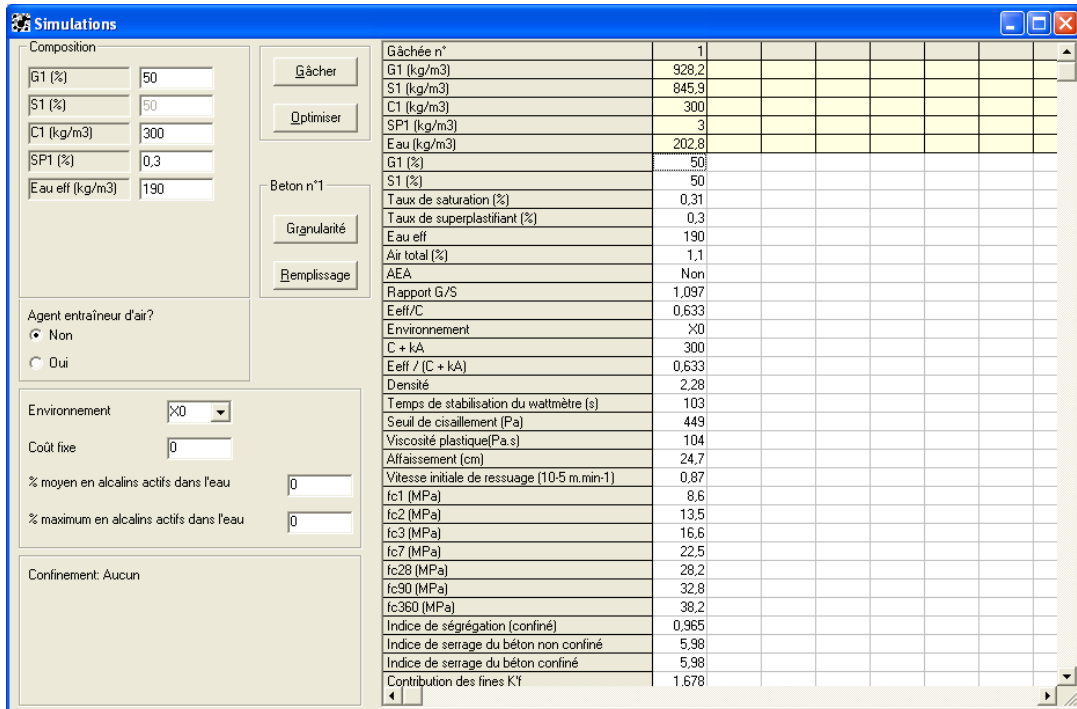 Simulations
Composition
G1 (%) 50
S1 (%) 50
C1 (kg/m3) 300
SP1 (%) 0,3
Eau eff (kg/m3) 190
Gâcher
Optimiser
Beton n°1
Granularité
Remplissage
Agent entraîneur d'air?
Non
Oui
Environnement X0
Coût fixe 0
% moyen en alcalins actifs dans l'eau 0
% maximum en alcalins actifs dans l'eau 0
Confinement: Aucun
Gâchée n° 1
G1 (kg/m3) 928,2
S1 (kg/m3) 845,9
C1 (kg/m3) 300
SP1 (kg/m3) 3
Eau (kg/m3) 202,8
G1 (%) 50
S1 (%) 50
Taux de saturation (%) 0,31
Taux de superplastifiant (%) 0,3
Eau eff 190
Air total (%) 1,1
AEA Non
Rapport G/S 1,097
Eeff/C 0,633
Environnement X0
C + kA 300
Eeff / (C + kA) 0,633
Densité 2,28
Temps de stabilisation du wattmètre (s) 103
Seuil de cisaillement (Pa) 449
Viscosité plastique(Pa.s) 104
Affaissement (cm) 24,7
Vitesse initiale de ressuage (10-5 m.min-1) 0,87
fc1 (MPa) 8,6
fc2 (MPa) 13,5
fc3 (MPa) 16,6
fc7 (MPa) 22,5
fc28 (MPa) 28,2
fc90 (MPa) 32,8
fc360 (MPa) 38,2
Indice de ségrégation (confiné) 0,965
Indice de serrage du béton non confiné 5,98
Indice de serrage du béton confiné 5,98
Contribution des fines K'f 1,678